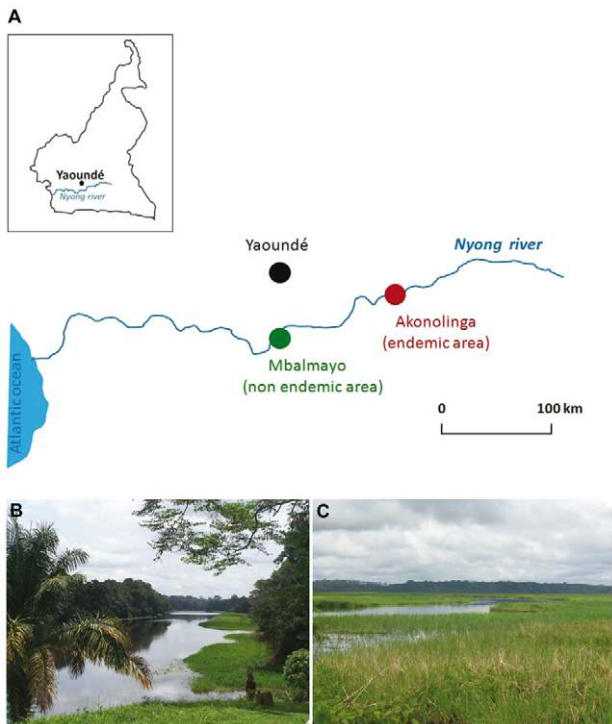 A
Yaoundé
Nyong river
Yaoundé
Nyong river
Akonolinga
(endemic area)
Mbalmayo
(non endemic area)
Atlantic ocean
0 100 km
B
C